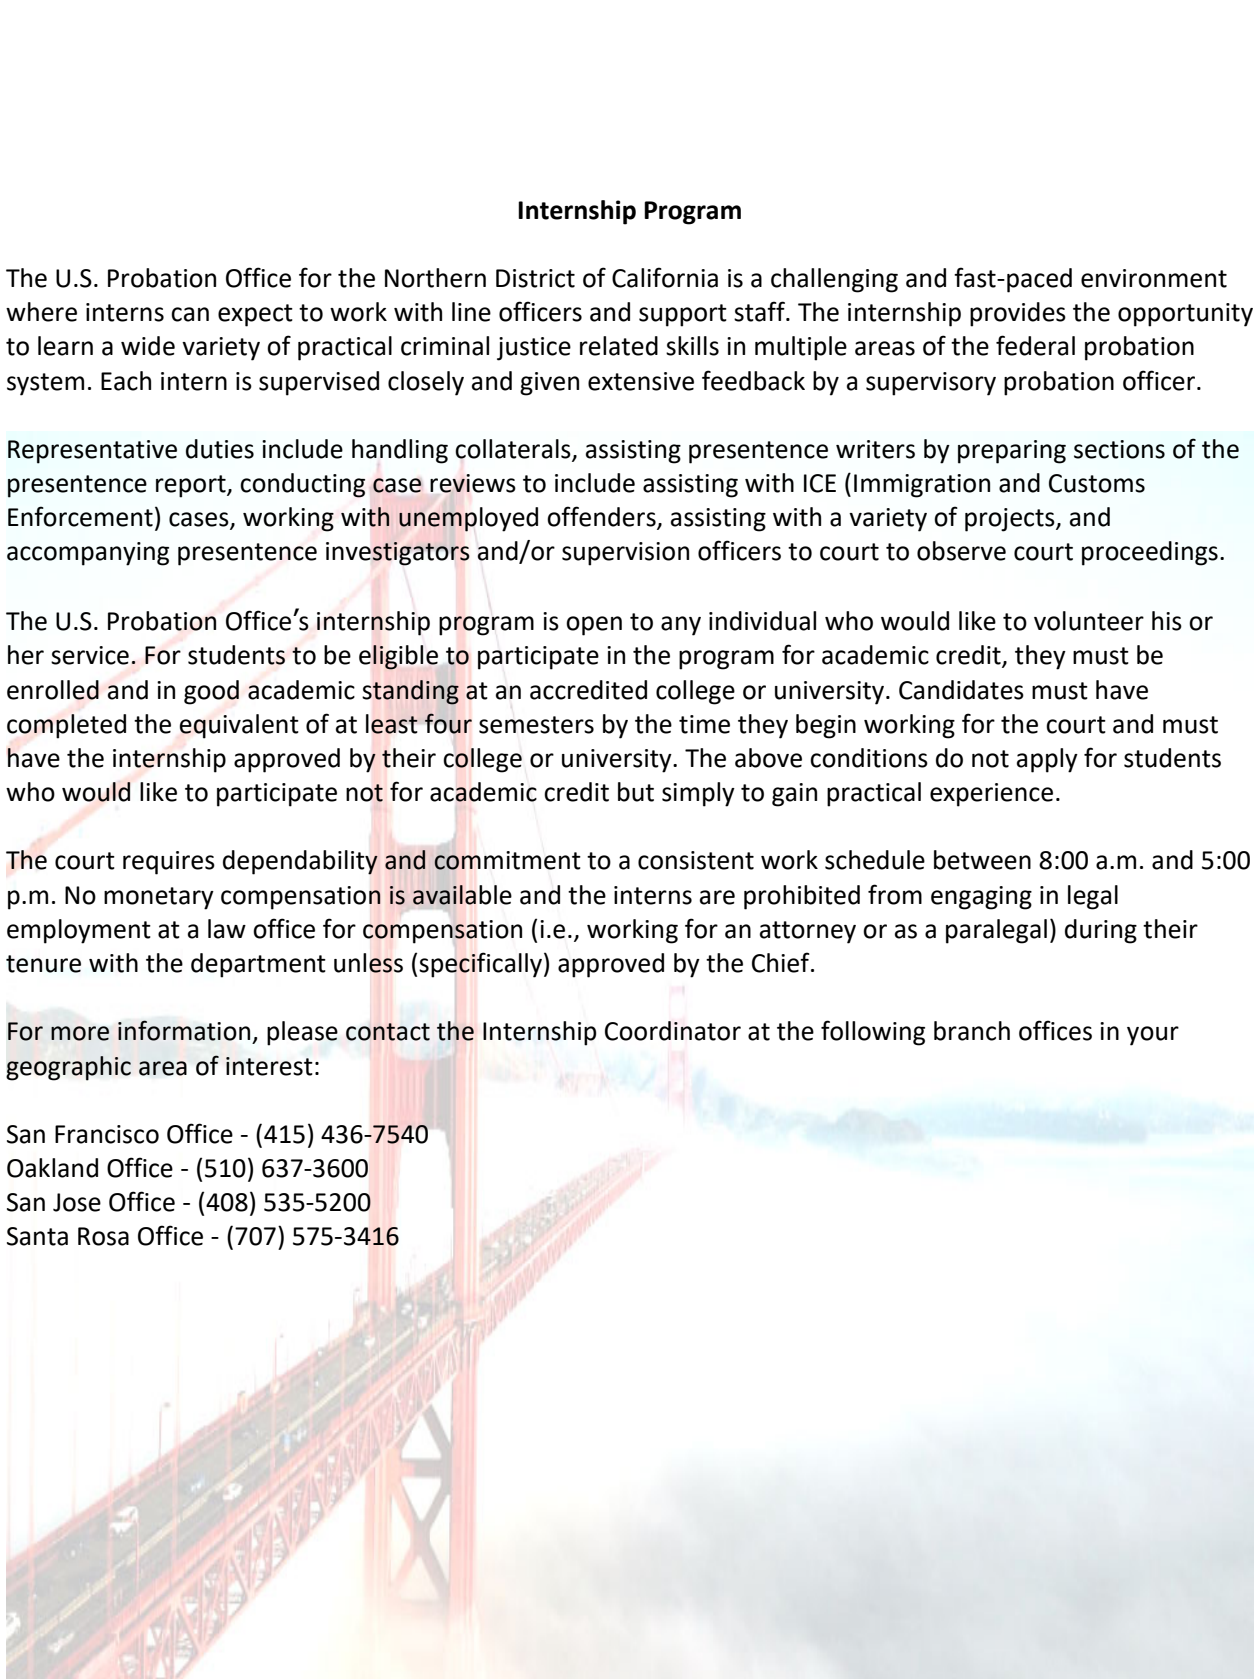 Internship Program
The U.S. Probation Office for the Northern District of California is a challenging and fast-paced environment
where interns can expect to work with line officers and support staff. The internship provides the opportunity
to learn a wide variety of practical criminal justice related skills in multiple areas of the federal probation
system. Each intern is supervised closely and given extensive feedback by a supervisory probation officer.
Representative duties include handling collaterals, assisting presentence writers by preparing sections of the
presentence report, conducting case reviews to include assisting with ICE (Immigration and Customs
Enforcement) cases, working with unemployed offenders, assisting with a variety of projects, and
accompanying presentence investigators and/or supervision officers to court to observe court proceedings.
The U.S. Probation Office′s internship program is open to any individual who would like to volunteer his or
her service. For students to be eligible to participate in the program for academic credit, they must be
enrolled and in good academic standing at an accredited college or university. Candidates must have
completed the equivalent of at least four semesters by the time they begin working for the court and must
have the internship approved by their college or university. The above conditions do not apply for students
who would like to participate not for academic credit but simply to gain practical experience.
The court requires dependability and commitment to a consistent work schedule between 8:00 a.m. and 5:00
p.m. No monetary compensation is available and the interns are prohibited from engaging in legal
employment at a law office for compensation (i.e., working for an attorney or as a paralegal) during their
tenure with the department unless (specifically) approved by the Chief.
For more information, please contact the Internship Coordinator at the following branch offices in your
geographic area of interest:
San Francisco Office - (415) 436-7540
Oakland Office - (510) 637-3600
San Jose Office - (408) 535-5200
Santa Rosa Office - (707) 575-3416